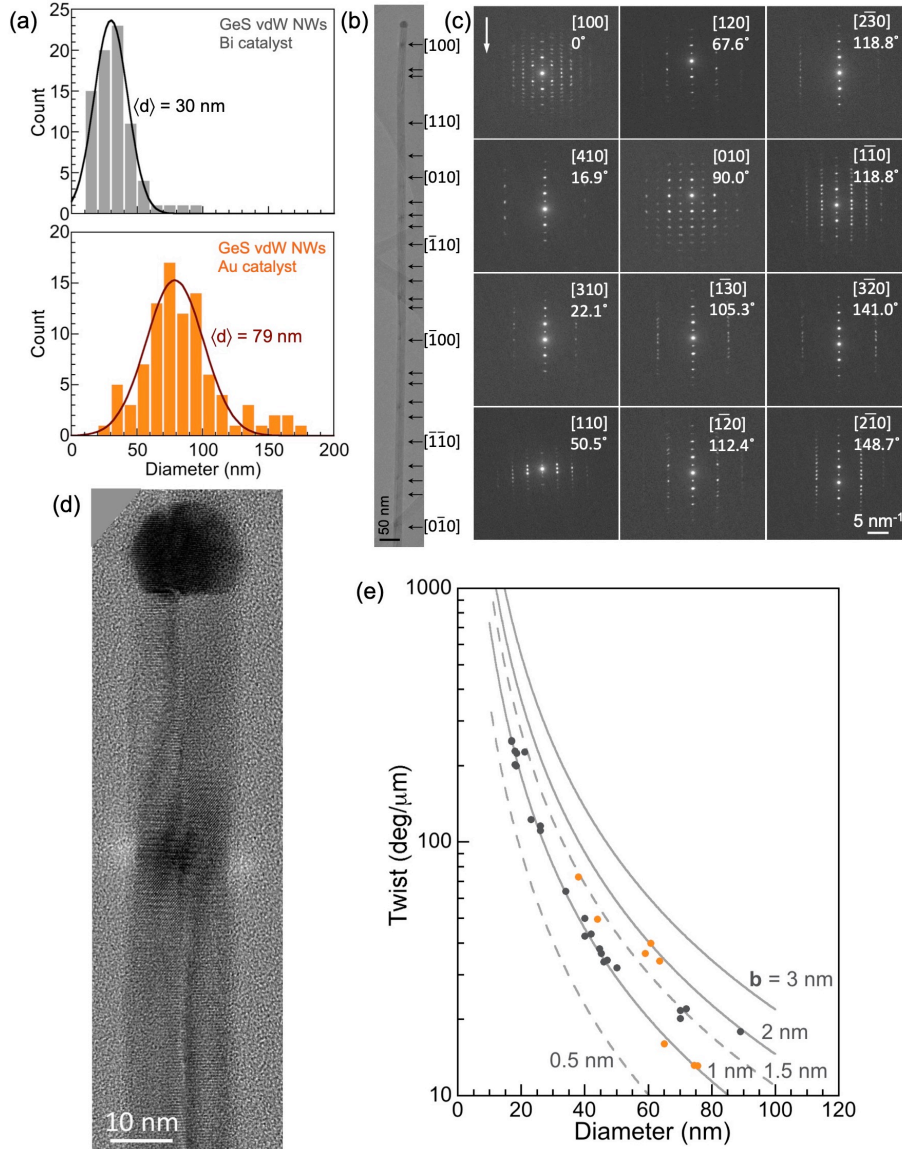 (a)
GeS vdW NWs
Bi catalyst
⟨d⟩ = 30 nm
Count
25
20
15
10
5
0
GeS vdW NWs
Au catalyst
⟨d⟩ = 79 nm
Count
20
15
10
5
0
0 50 100 150 200
Diameter (nm)
(b)
[100]
[110]
[010]
[1̄10]
[1̄00]
[1̄1̄0]
[01̄0]
50 nm
(c)
[100]
0°
[120]
67.6°
[2̄30]
118.8°
[410]
16.9°
[010]
90.0°
[1̄10]
118.8°
[310]
22.1°
[1̄30]
105.3°
[3̄20]
141.0°
[110]
50.5°
[1̄20]
112.4°
[2̄10]
148.7°
5 nm⁻¹
(d)
10 nm
(e)
Twist (deg/μm)
1000
100
10
b = 3 nm
2 nm
1.5 nm
1 nm
0.5 nm
0 20 40 60 80 100 120
Diameter (nm)